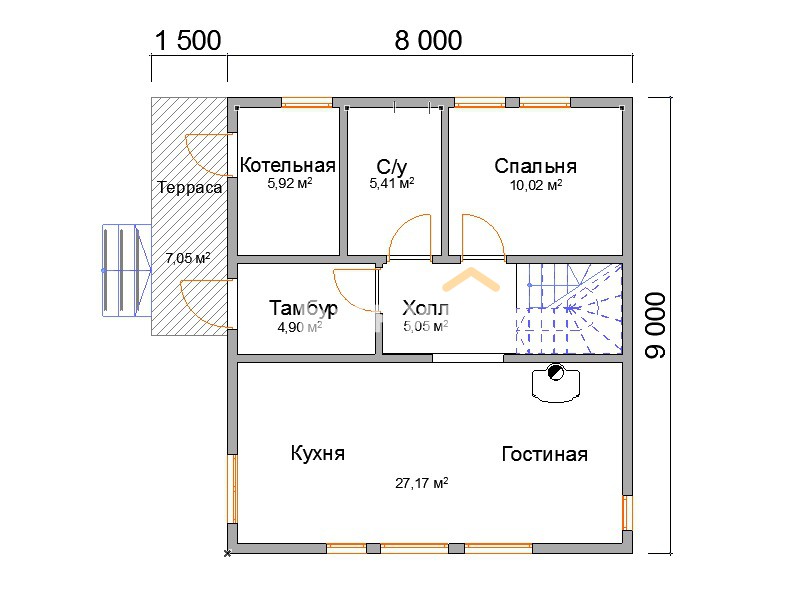 1 500
8 000
Котельная
5,92 м²
С/у
5,41 м²
Спальня
10,02 м²
Терраса
7,05 м²
Тамбур
4,90 м²
Холл
5,05 м²
9 000
Кухня
Гостиная
27,17 м²